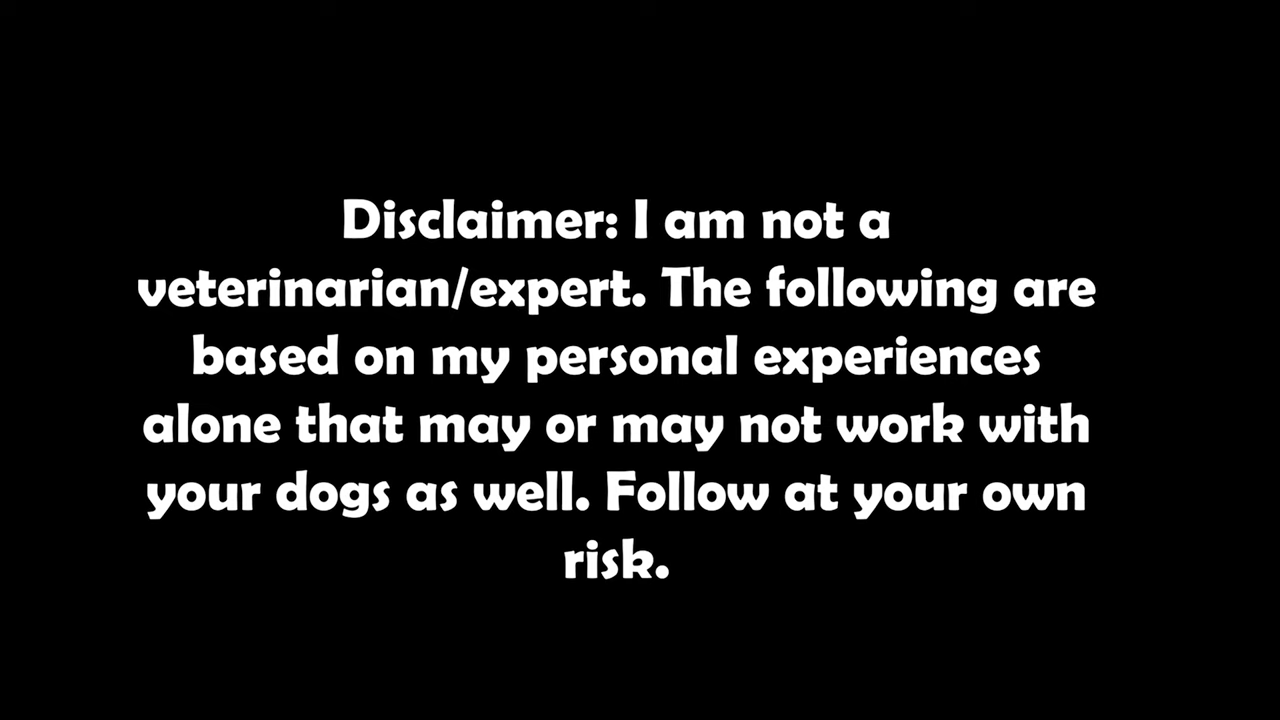 Disclaimer: I am not a
veterinarian/expert. The following are
based on my personal experiences
alone that may or may not work with
your dogs as well. Follow at your own
risk.